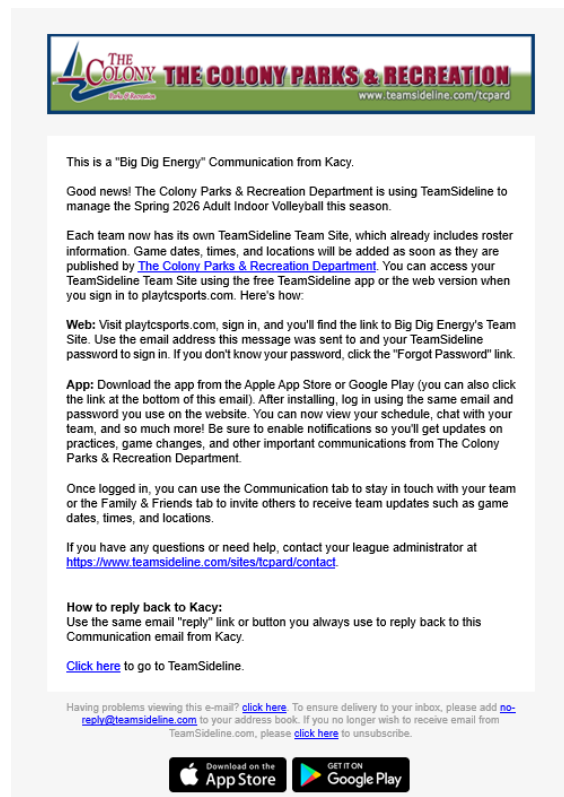 THE
COLONY
Parks & Recreation
THE COLONY PARKS & RECREATION
www.teamsideline.com/tcpard
This is a "Big Dig Energy" Communication from Kacy.
Good news! The Colony Parks & Recreation Department is using TeamSideline to
manage the Spring 2026 Adult Indoor Volleyball this season.
Each team now has its own TeamSideline Team Site, which already includes roster
information. Game dates, times, and locations will be added as soon as they are
published by The Colony Parks & Recreation Department. You can access your
TeamSideline Team Site using the free TeamSideline app or the web version when
you sign in to playtcsports.com. Here's how:
Web: Visit playtcsports.com, sign in, and you'll find the link to Big Dig Energy's Team
Site. Use the email address this message was sent to and your TeamSideline
password to sign in. If you don't know your password, click the "Forgot Password" link.
App: Download the app from the Apple App Store or Google Play (you can also click
the link at the bottom of this email). After installing, log in using the same email and
password you use on the website. You can now view your schedule, chat with your
team, and so much more! Be sure to enable notifications so you'll get updates on
practices, game changes, and other important communications from The Colony
Parks & Recreation Department.
Once logged in, you can use the Communication tab to stay in touch with your team
or the Family & Friends tab to invite others to receive team updates such as game
dates, times, and locations.
If you have any questions or need help, contact your league administrator at
https://www.teamsideline.com/sites/tcpard/contact.
How to reply back to Kacy:
Use the same email "reply" link or button you always use to reply back to this
Communication email from Kacy.
Click here to go to TeamSideline.
Having problems viewing this e-mail? click here. To ensure delivery to your inbox, please add no-
reply@teamsideline.com to your address book. If you no longer wish to receive email from
TeamSideline.com, please click here to unsubscribe.
Download on the
App Store
GET IT ON
Google Play